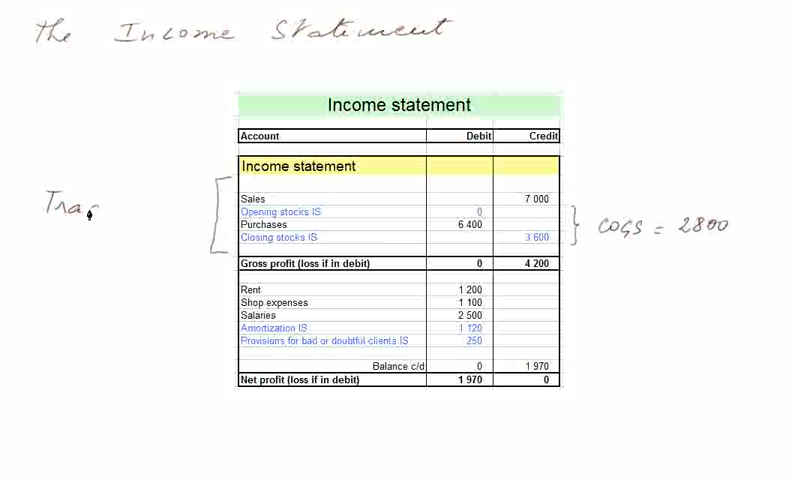 the Income Statement
Income statement
Account Debit Credit
Income statement
Sales 7 000
Opening stocks IS 0
Purchases 6 400
Closing stocks IS 3 600
Tra
COGS = 2800
Gross profit (loss if in debit) 0 4 200
Rent 1 200
Shop expenses 1 100
Salaries 2 500
Amortization IS 1 120
Provisions for bad or doubtful clients IS 250
Balance c/d 0 1 970
Net profit (loss if in debit) 1 970 0